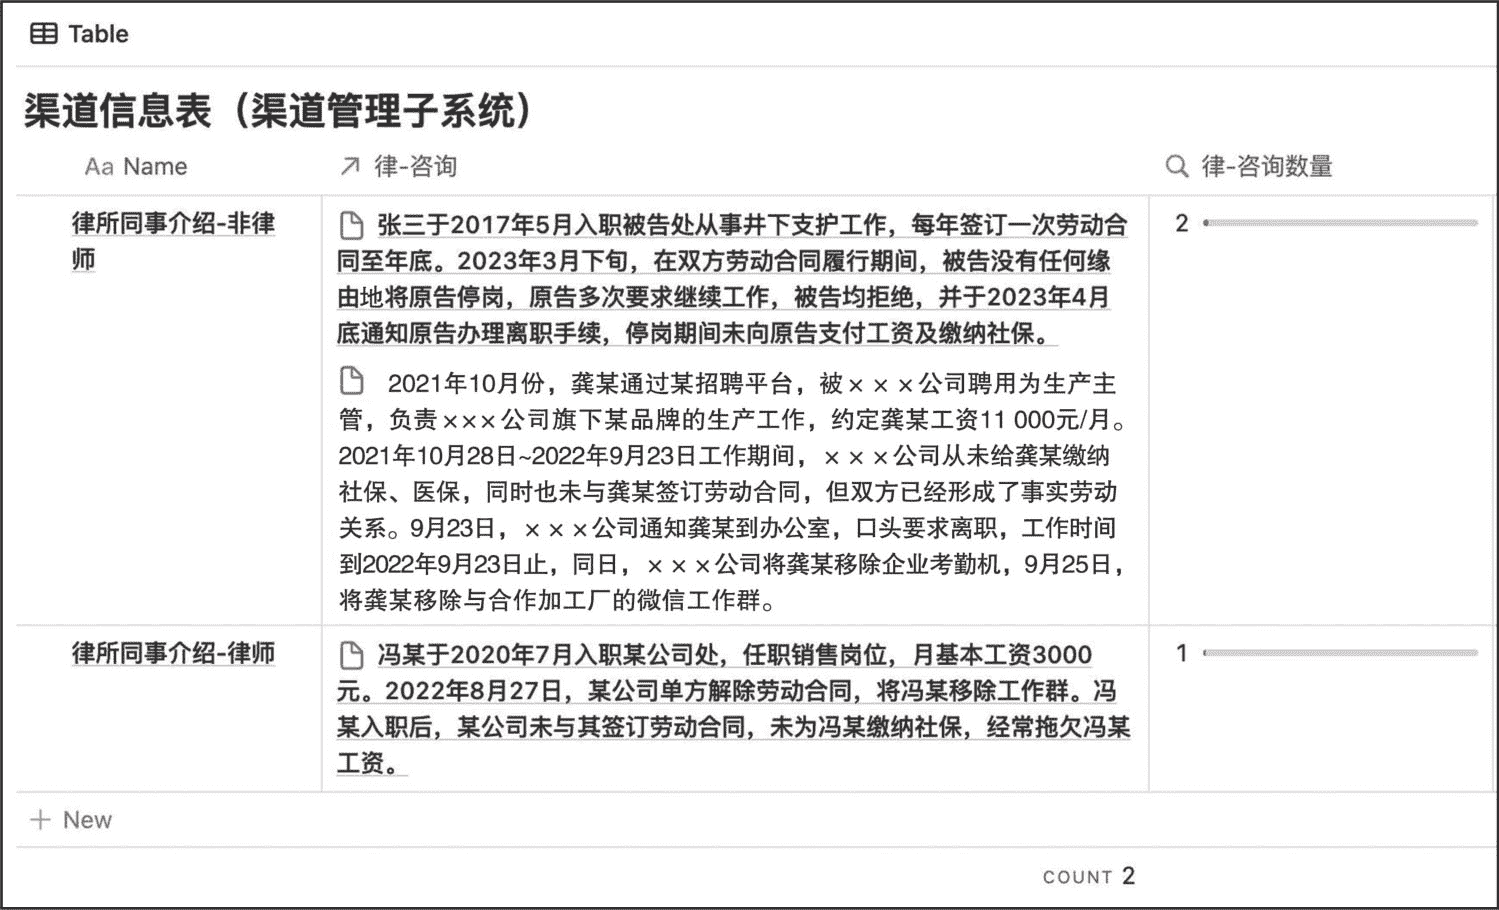 Table
渠道信息表（渠道管理子系统）
Aa Name
律-咨询
律-咨询数量
律所同事介绍-非律
师
张三于2017年5月入职被告处从事井下支护工作，每年签订一次劳动合
同至年底。2023年3月下旬，在双方劳动合同履行期间，被告没有任何缘
由地将原告停岗，原告多次要求继续工作，被告均拒绝，并于2023年4月
底通知原告办理离职手续，停岗期间未向原告支付工资及缴纳社保。
2021年10月份，龚某通过某招聘平台，被×××公司聘用为生产主
管，负责×××公司旗下某品牌的生产工作，约定龚某工资11 000元/月。
2021年10月28日~2022年9月23日工作期间，×××公司从未给龚某缴纳
社保、医保，同时也未与龚某签订劳动合同，但双方已经形成了事实劳动
关系。9月23日，×××公司通知龚某到办公室，口头要求离职，工作时间
到2022年9月23日止，同日，×××公司将龚某移除企业考勤机，9月25日，
将龚某移除与合作加工厂的微信工作群。
2
律所同事介绍-律师
冯某于2020年7月入职某公司处，任职销售岗位，月基本工资3000
元。2022年8月27日，某公司单方解除劳动合同，将冯某移除工作群。冯
某入职后，某公司未与其签订劳动合同，未为冯某缴纳社保，经常拖欠冯某
工资。
1
+ New
COUNT 2